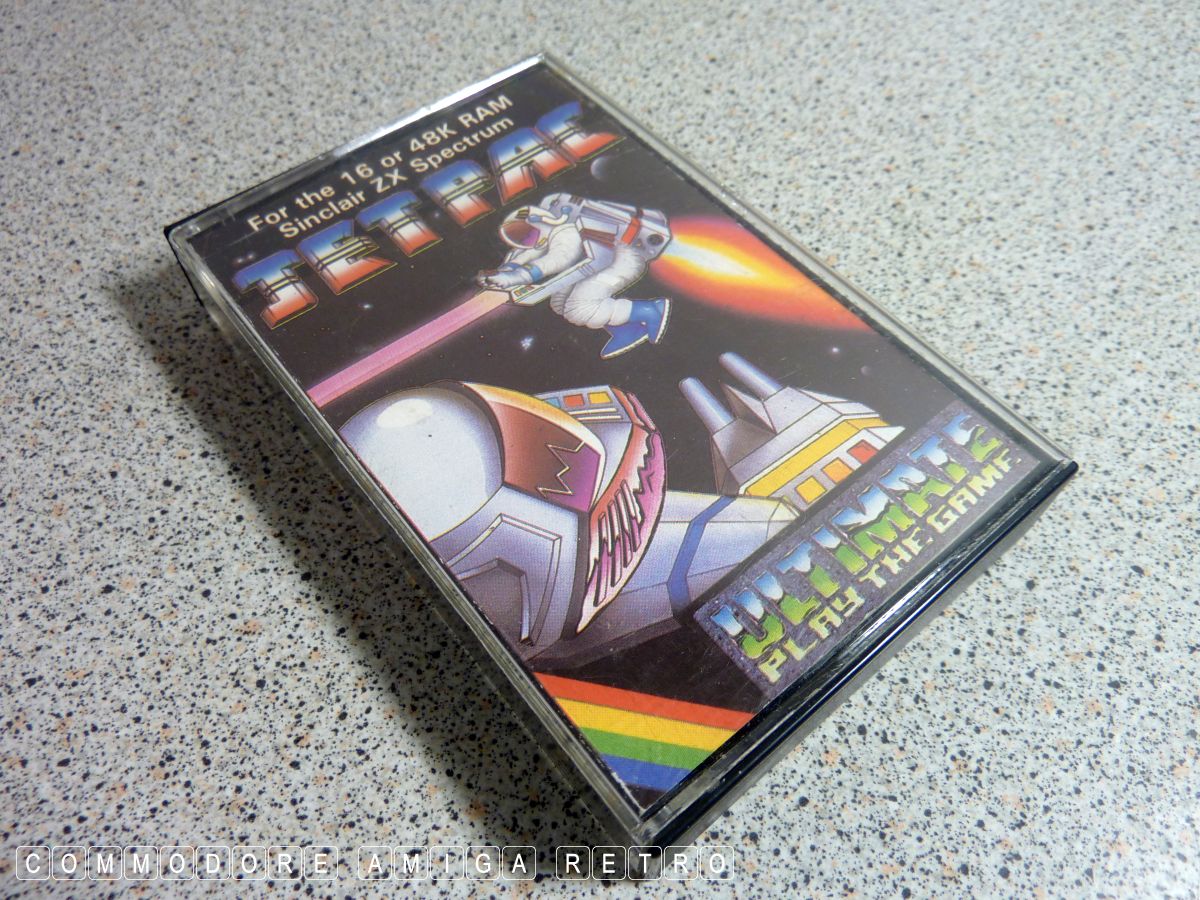 For the 16 or 48K RAM
Sinclair ZX Spectrum
JETPAC
ULTIMATE
PLAY THE GAME
COMMODORE AMIGA RETRO